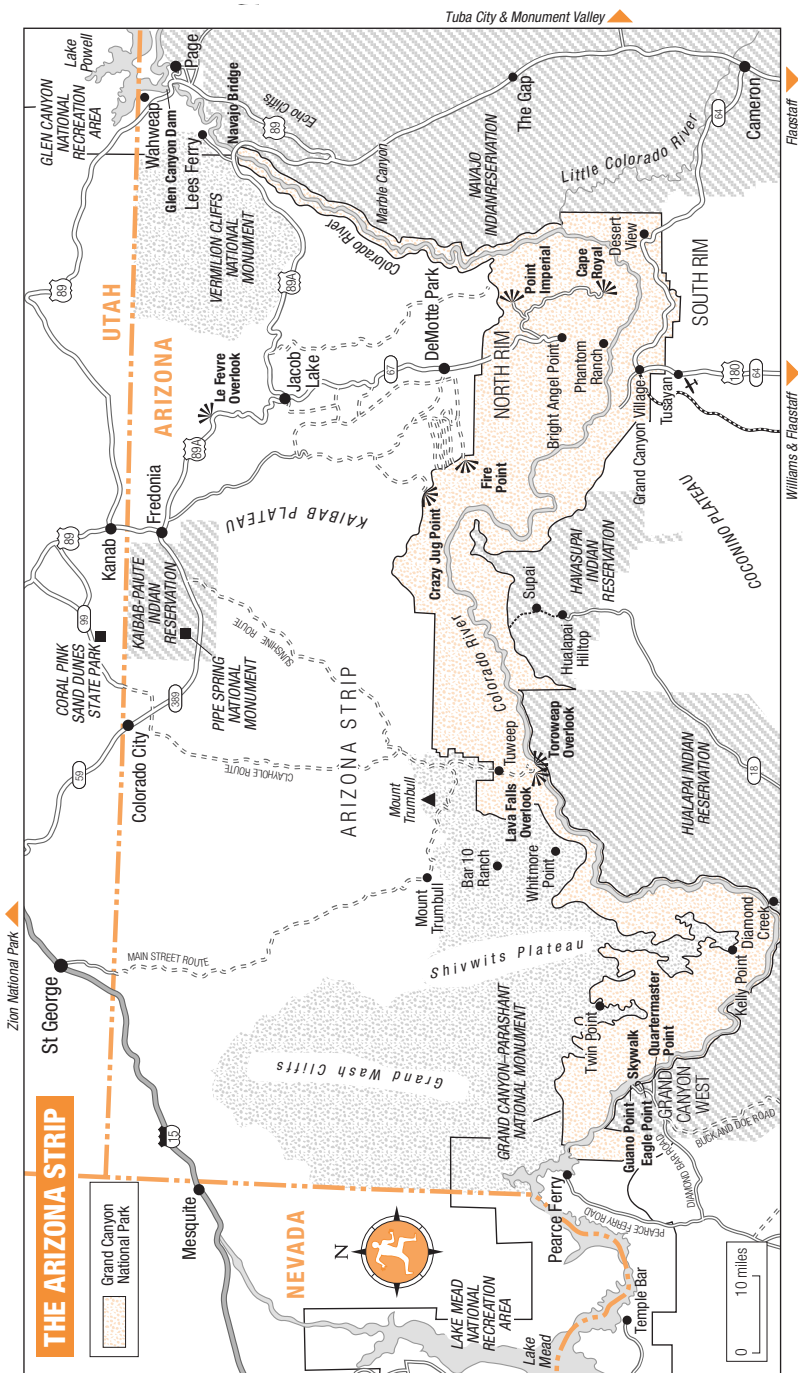 THE ARIZONA STRIP
Grand Canyon
National Park
Zion National Park
St George
15
Mesquite
NEVADA
N
MAIN STREET ROUTE
59
Colorado City
CORAL PINK
SAND DUNES
STATE PARK
99
89
Kanab
KAIBAB-PAIUTE
INDIAN
RESERVATION
389
PIPE SPRING
NATIONAL
MONUMENT
Fredonia
89A
Le Fevre
Overlook
UTAH
ARIZONA
89
GLEN CANYON
NATIONAL
RECREATION
AREA
Lake
Powell
Wahweap
Page
Glen Canyon Dam
Lees Ferry
Navajo Bridge
VERMILION CLIFFS
NATIONAL
MONUMENT
89
Echo Cliffs
89A
Jacob
Lake
67
DeMotte Park
Colorado River
Marble Canyon
The Gap
Tuba City & Monument Valley
NAVAJO
INDIANRESERVATION
CLAYHOLE ROUTE
SUNSHINE ROUTE
KAIBAB PLATEAU
ARIZONA STRIP
Mount
Trumbull
Mount
Trumbull
Grand Wash Cliffs
Shivwits Plateau
Bar 10
Ranch
Whitmore
Point
Tuweep
Lava Falls
Overlook
Toroweap
Overlook
Colorado River
Crazy Jug Point
Fire
Point
NORTH RIM
Point
Imperial
Cape
Royal
Bright Angel Point
Phantom
Ranch
Grand Canyon Village
Tusayan
Desert
View
SOUTH RIM
Little Colorado River
64
Cameron
Flagstaff
180
64
Williams & Flagstaff
COCONINO PLATEAU
Supai
Hualapai
Hilltop
HAVASUPAI
INDIAN
RESERVATION
18
HUALAPAI INDIAN
RESERVATION
GRAND CANYON–PARASHANT
NATIONAL MONUMENT
Twin Point
Kelly Point
Diamond
Creek
Quartermaster
Point
Skywalk
Guano Point
Eagle Point
GRAND
CANYON
WEST
BUCK AND DOE ROAD
DIAMOND BAR ROAD
Pearce Ferry
PEARCE FERRY ROAD
LAKE MEAD
NATIONAL
RECREATION
AREA
Lake
Mead
Temple Bar
0
10 miles